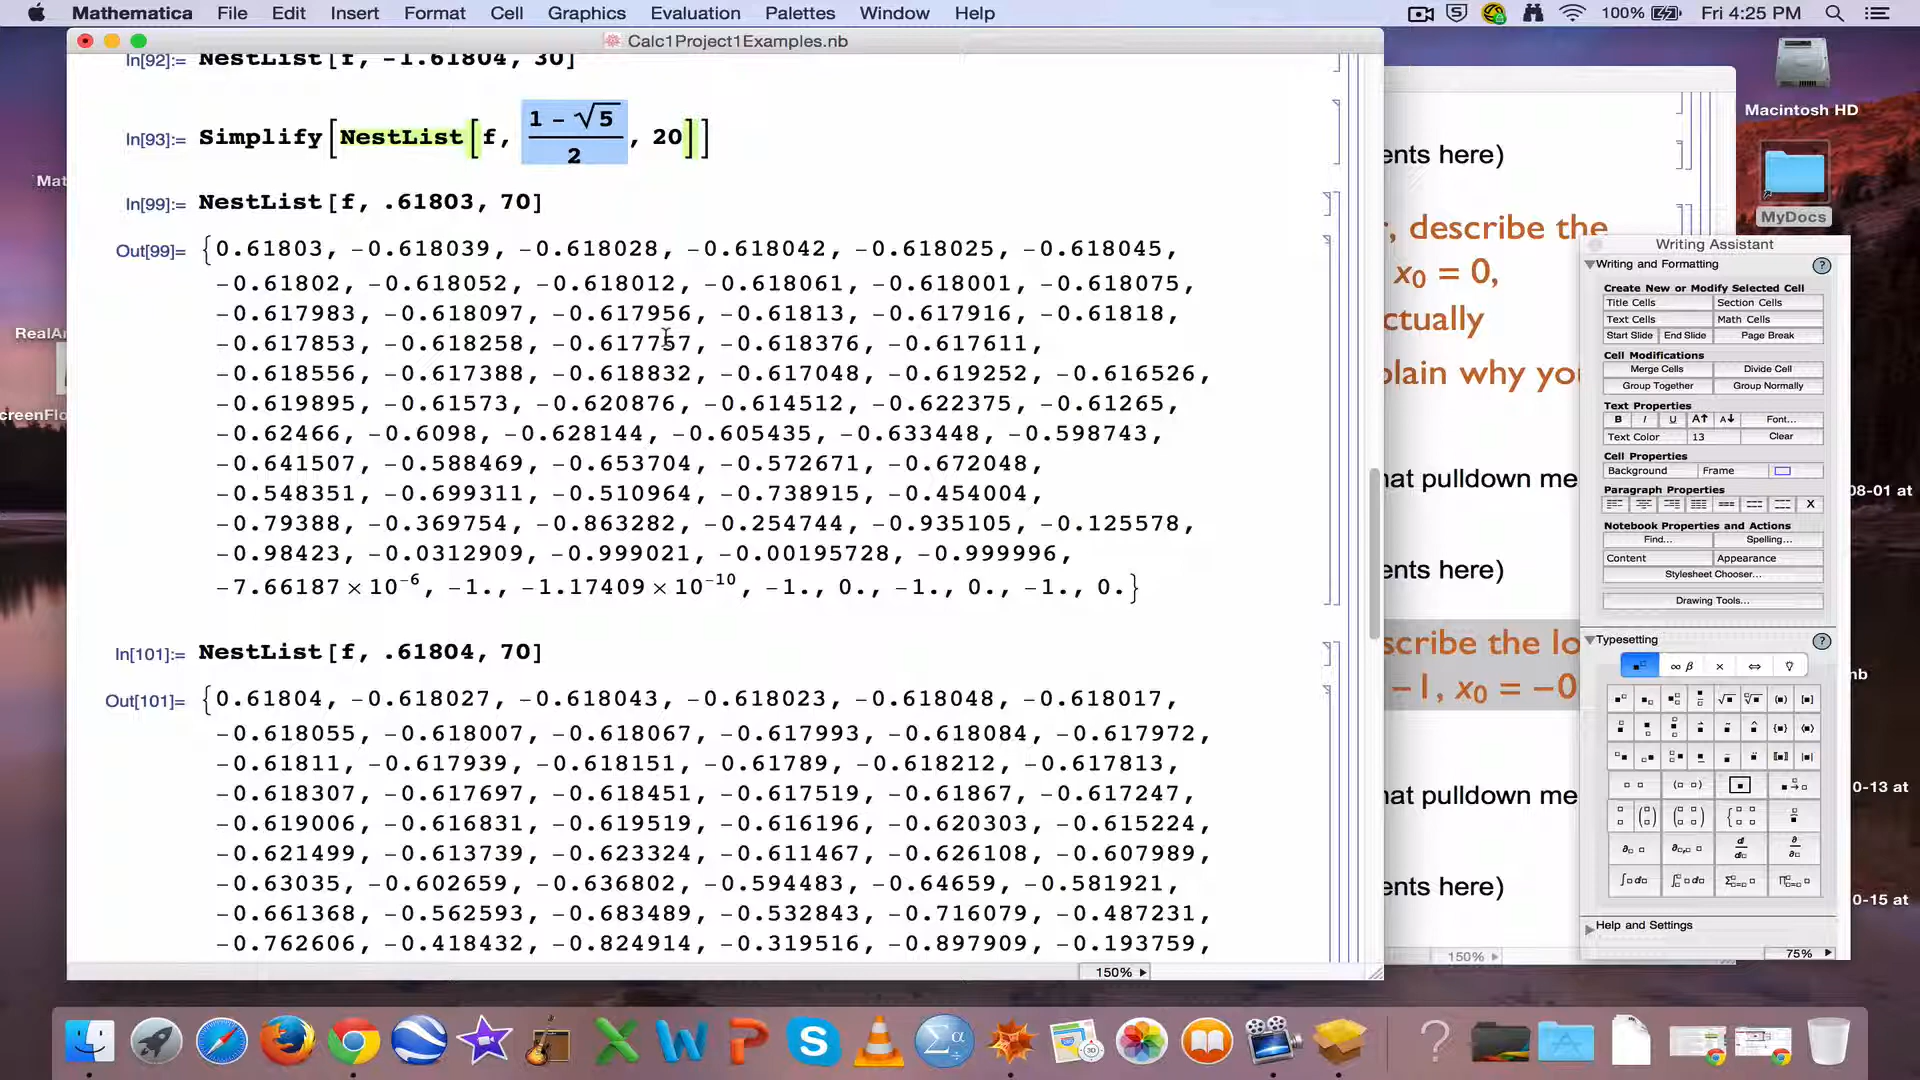 Mathematica File Edit Insert Format Cell Graphics Evaluation Palettes Window Help 100% Fri 4:25 PM
Calc1Project1Examples.nb
In[92]:= NestList[f, -1.61804, 30]
In[93]:= Simplify[NestList[f, (1 - √5)/2, 20]]
In[99]:= NestList[f, .61803, 70]
Out[99]= {0.61803, -0.618039, -0.618028, -0.618042, -0.618025, -0.618045,
-0.61802, -0.618052, -0.618012, -0.618061, -0.618001, -0.618075,
-0.617983, -0.618097, -0.617956, -0.61813, -0.617916, -0.61818,
-0.617853, -0.618258, -0.617757, -0.618376, -0.617611,
-0.618556, -0.617388, -0.618832, -0.617048, -0.619252, -0.616526,
-0.619895, -0.61573, -0.620876, -0.614512, -0.622375, -0.61265,
-0.62466, -0.6098, -0.628144, -0.605435, -0.633448, -0.598743,
-0.641507, -0.588469, -0.653704, -0.572671, -0.672048,
-0.548351, -0.699311, -0.510964, -0.738915, -0.454004,
-0.79388, -0.369754, -0.863282, -0.254744, -0.935105, -0.125578,
-0.98423, -0.0312909, -0.999021, -0.00195728, -0.999996,
-7.66187 × 10⁻⁶, -1., -1.17409 × 10⁻¹⁰, -1., 0., -1., 0., -1., 0.}
In[101]:= NestList[f, .61804, 70]
Out[101]= {0.61804, -0.618027, -0.618043, -0.618023, -0.618048, -0.618017,
-0.618055, -0.618007, -0.618067, -0.617993, -0.618084, -0.617972,
-0.61811, -0.617939, -0.618151, -0.61789, -0.618212, -0.617813,
-0.618307, -0.617697, -0.618451, -0.617519, -0.61867, -0.617247,
-0.619006, -0.616831, -0.619519, -0.616196, -0.620303, -0.615224,
-0.621499, -0.613739, -0.623324, -0.611467, -0.626108, -0.607989,
-0.63035, -0.602659, -0.636802, -0.594483, -0.64659, -0.581921,
-0.661368, -0.562593, -0.683489, -0.532843, -0.716079, -0.487231,
-0.762606, -0.418432, -0.824914, -0.319516, -0.897909, -0.193759,
150%
ents here)
, describe the
x₀ = 0,
ctually
plain why yo
hat pulldown me
ents here)
scribe the lo
-1, x₀ = -0
hat pulldown me
ents here)
150%
Writing Assistant
Writing and Formatting ?
Create New or Modify Selected Cell
Title Cells Section Cells
Text Cells Math Cells
Start Slide End Slide Page Break
Cell Modifications
Merge Cells Divide Cell
Group Together Group Normally
Text Properties
B I U A A Font...
Text Color 13 Clear
Cell Properties
Background Frame
Paragraph Properties
X
Notebook Properties and Actions
Find... Spelling...
Content Appearance
Stylesheet Chooser...
Drawing Tools...
Typesetting ?
∞ β
Help and Settings
75%
Macintosh HD
MyDocs
Mat
RealAn
creenFlo
08-01 at
nb
0-13 at
0-15 at